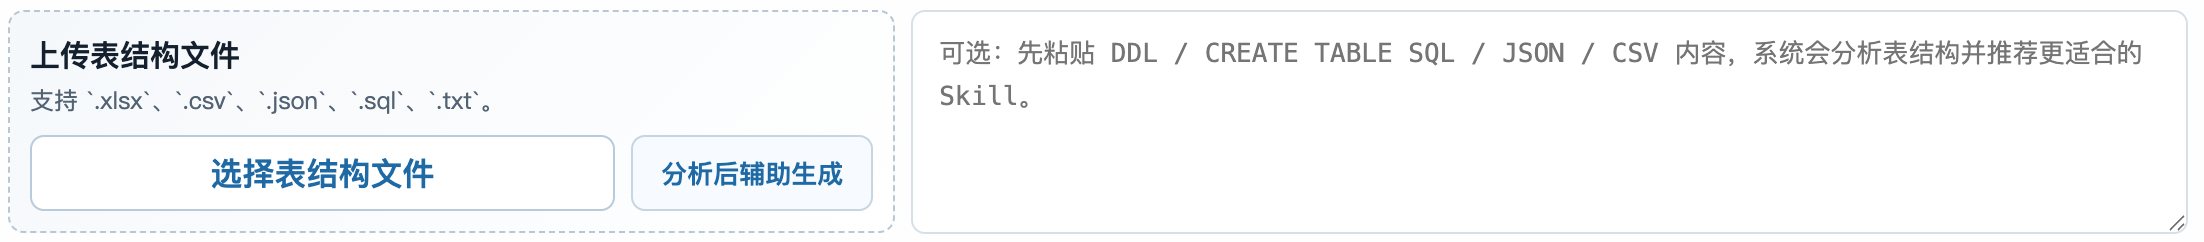 上传表结构文件
支持 `.xlsx`、`.csv`、`.json`、`.sql`、`.txt`。
选择表结构文件
分析后辅助生成
可选：先粘贴 DDL / CREATE TABLE SQL / JSON / CSV 内容，系统会分析表结构并推荐更适合的
Skill。